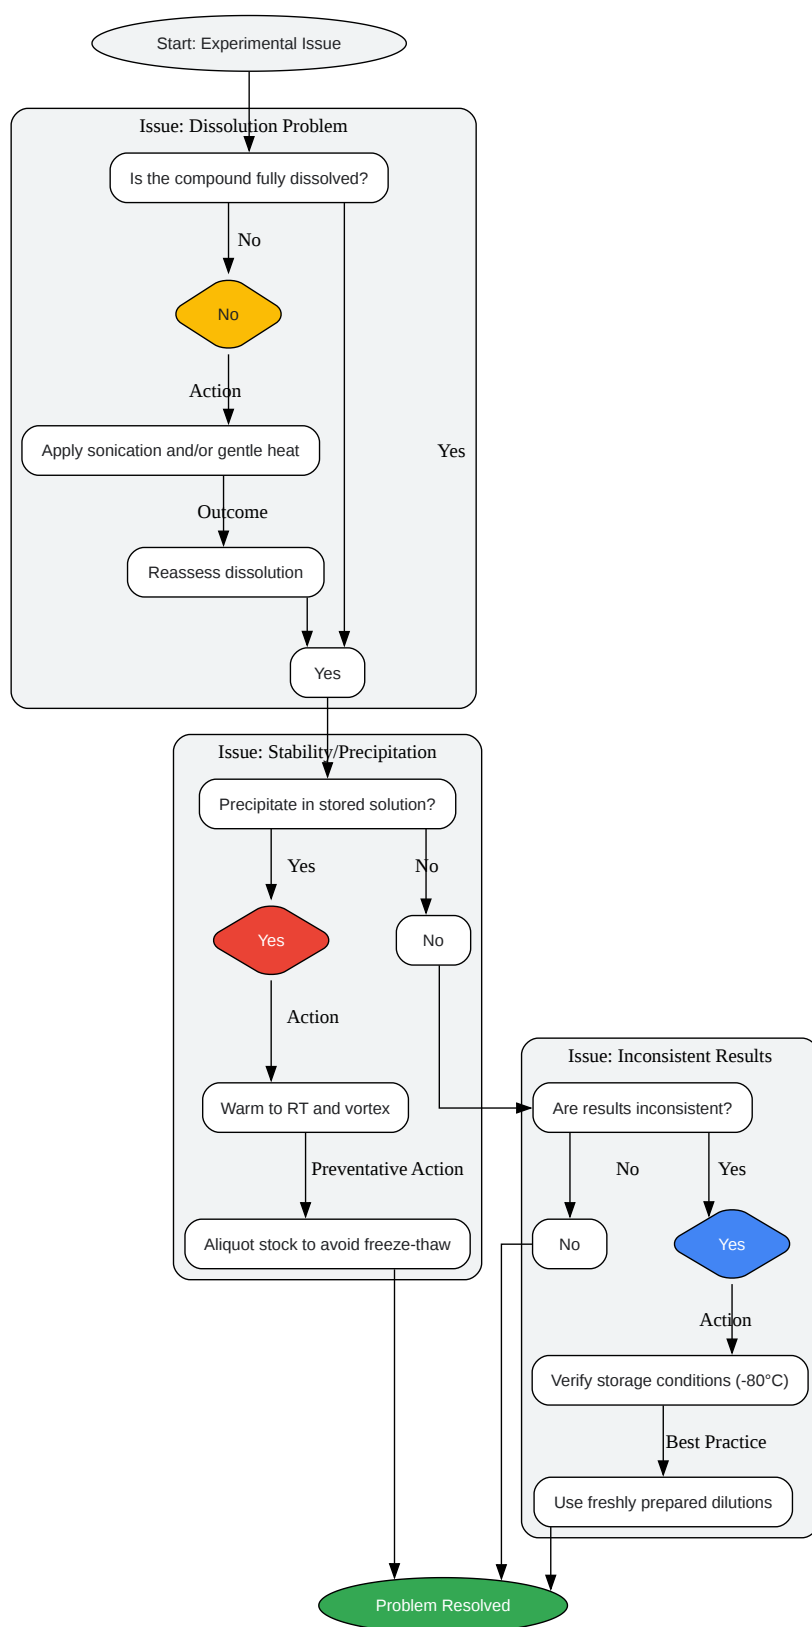 Start: Experimental Issue
Issue: Dissolution Problem
Is the compound fully dissolved?
No
No
Action
Apply sonication and/or gentle heat
Yes
Outcome
Reassess dissolution
Yes
Issue: Stability/Precipitation
Precipitate in stored solution?
Yes
No
Yes
No
Action
Issue: Inconsistent Results
Warm to RT and vortex
Are results inconsistent?
Preventative Action
No
Yes
Aliquot stock to avoid freeze-thaw
No
Yes
Action
Verify storage conditions (-80°C)
Best Practice
Use freshly prepared dilutions
Problem Resolved